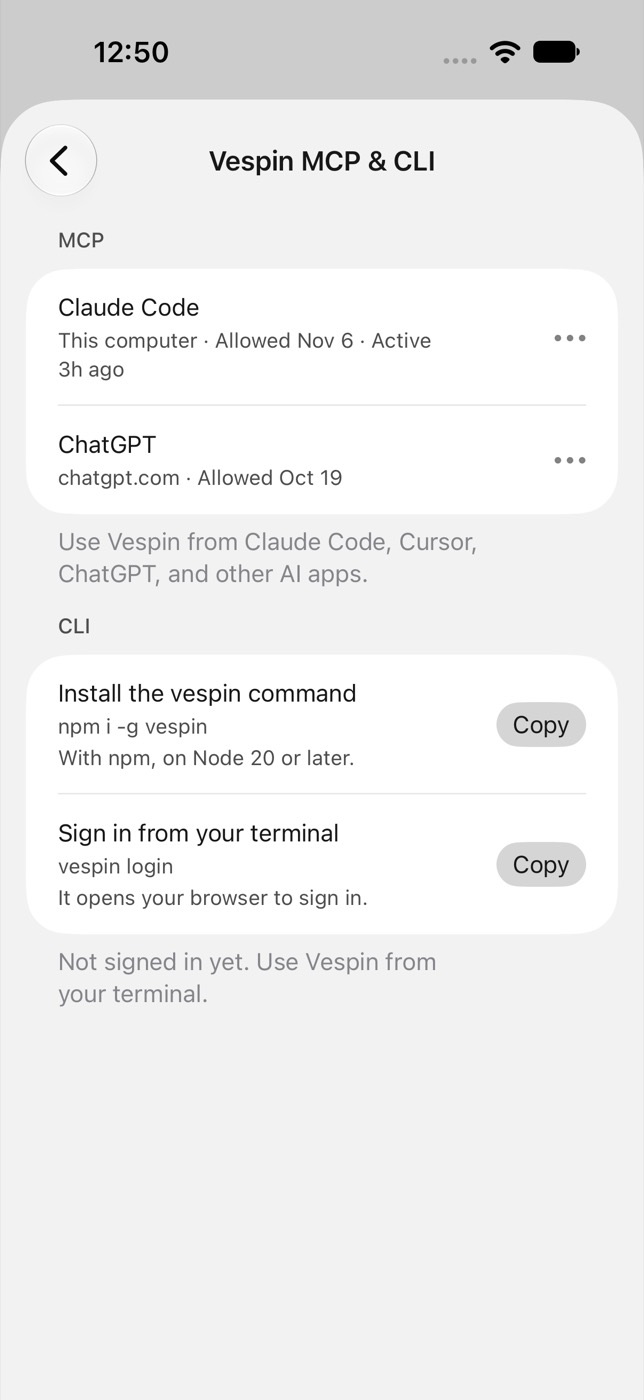 12:50
Vespin MCP & CLI
MCP
Claude Code
This computer · Allowed Nov 6 · Active
3h ago
ChatGPT
chatgpt.com · Allowed Oct 19
Use Vespin from Claude Code, Cursor,
ChatGPT, and other AI apps.
CLI
Install the vespin command
npm i -g vespin
With npm, on Node 20 or later.
Copy
Sign in from your terminal
vespin login
It opens your browser to sign in.
Copy
Not signed in yet. Use Vespin from
your terminal.